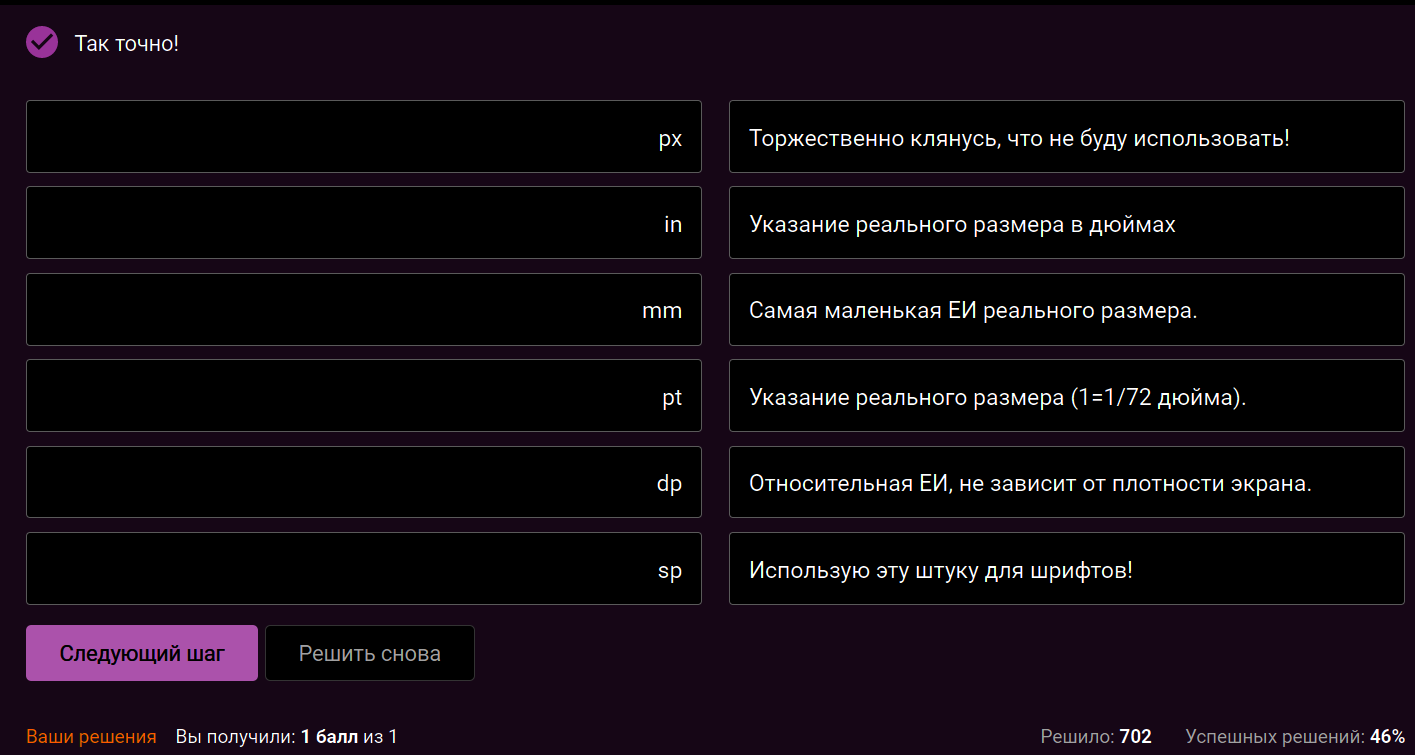 Так точно!
px Торжественно клянусь, что не буду использовать!
in Указание реального размера в дюймах
mm Самая маленькая ЕИ реального размера.
pt Указание реального размера (1=1/72 дюйма).
dp Относительная ЕИ, не зависит от плотности экрана.
sp Использую эту штуку для шрифтов!
Следующий шаг Решить снова
Ваши решения Вы получили: 1 балл из 1 Решило: 702 Успешных решений: 46%